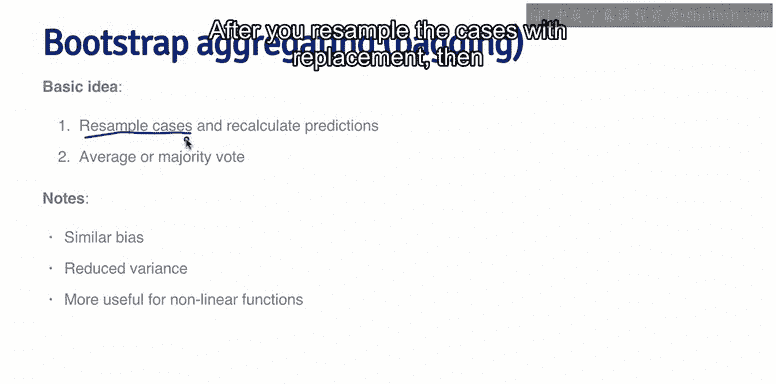 Bootstrap aggregating (bagging)
After you resample the cases with
replacement, then
Basic idea:
1. Resample cases and recalculate predictions
2. Average or majority vote
Notes:
· Similar bias
· Reduced variance
· More useful for non-linear functions